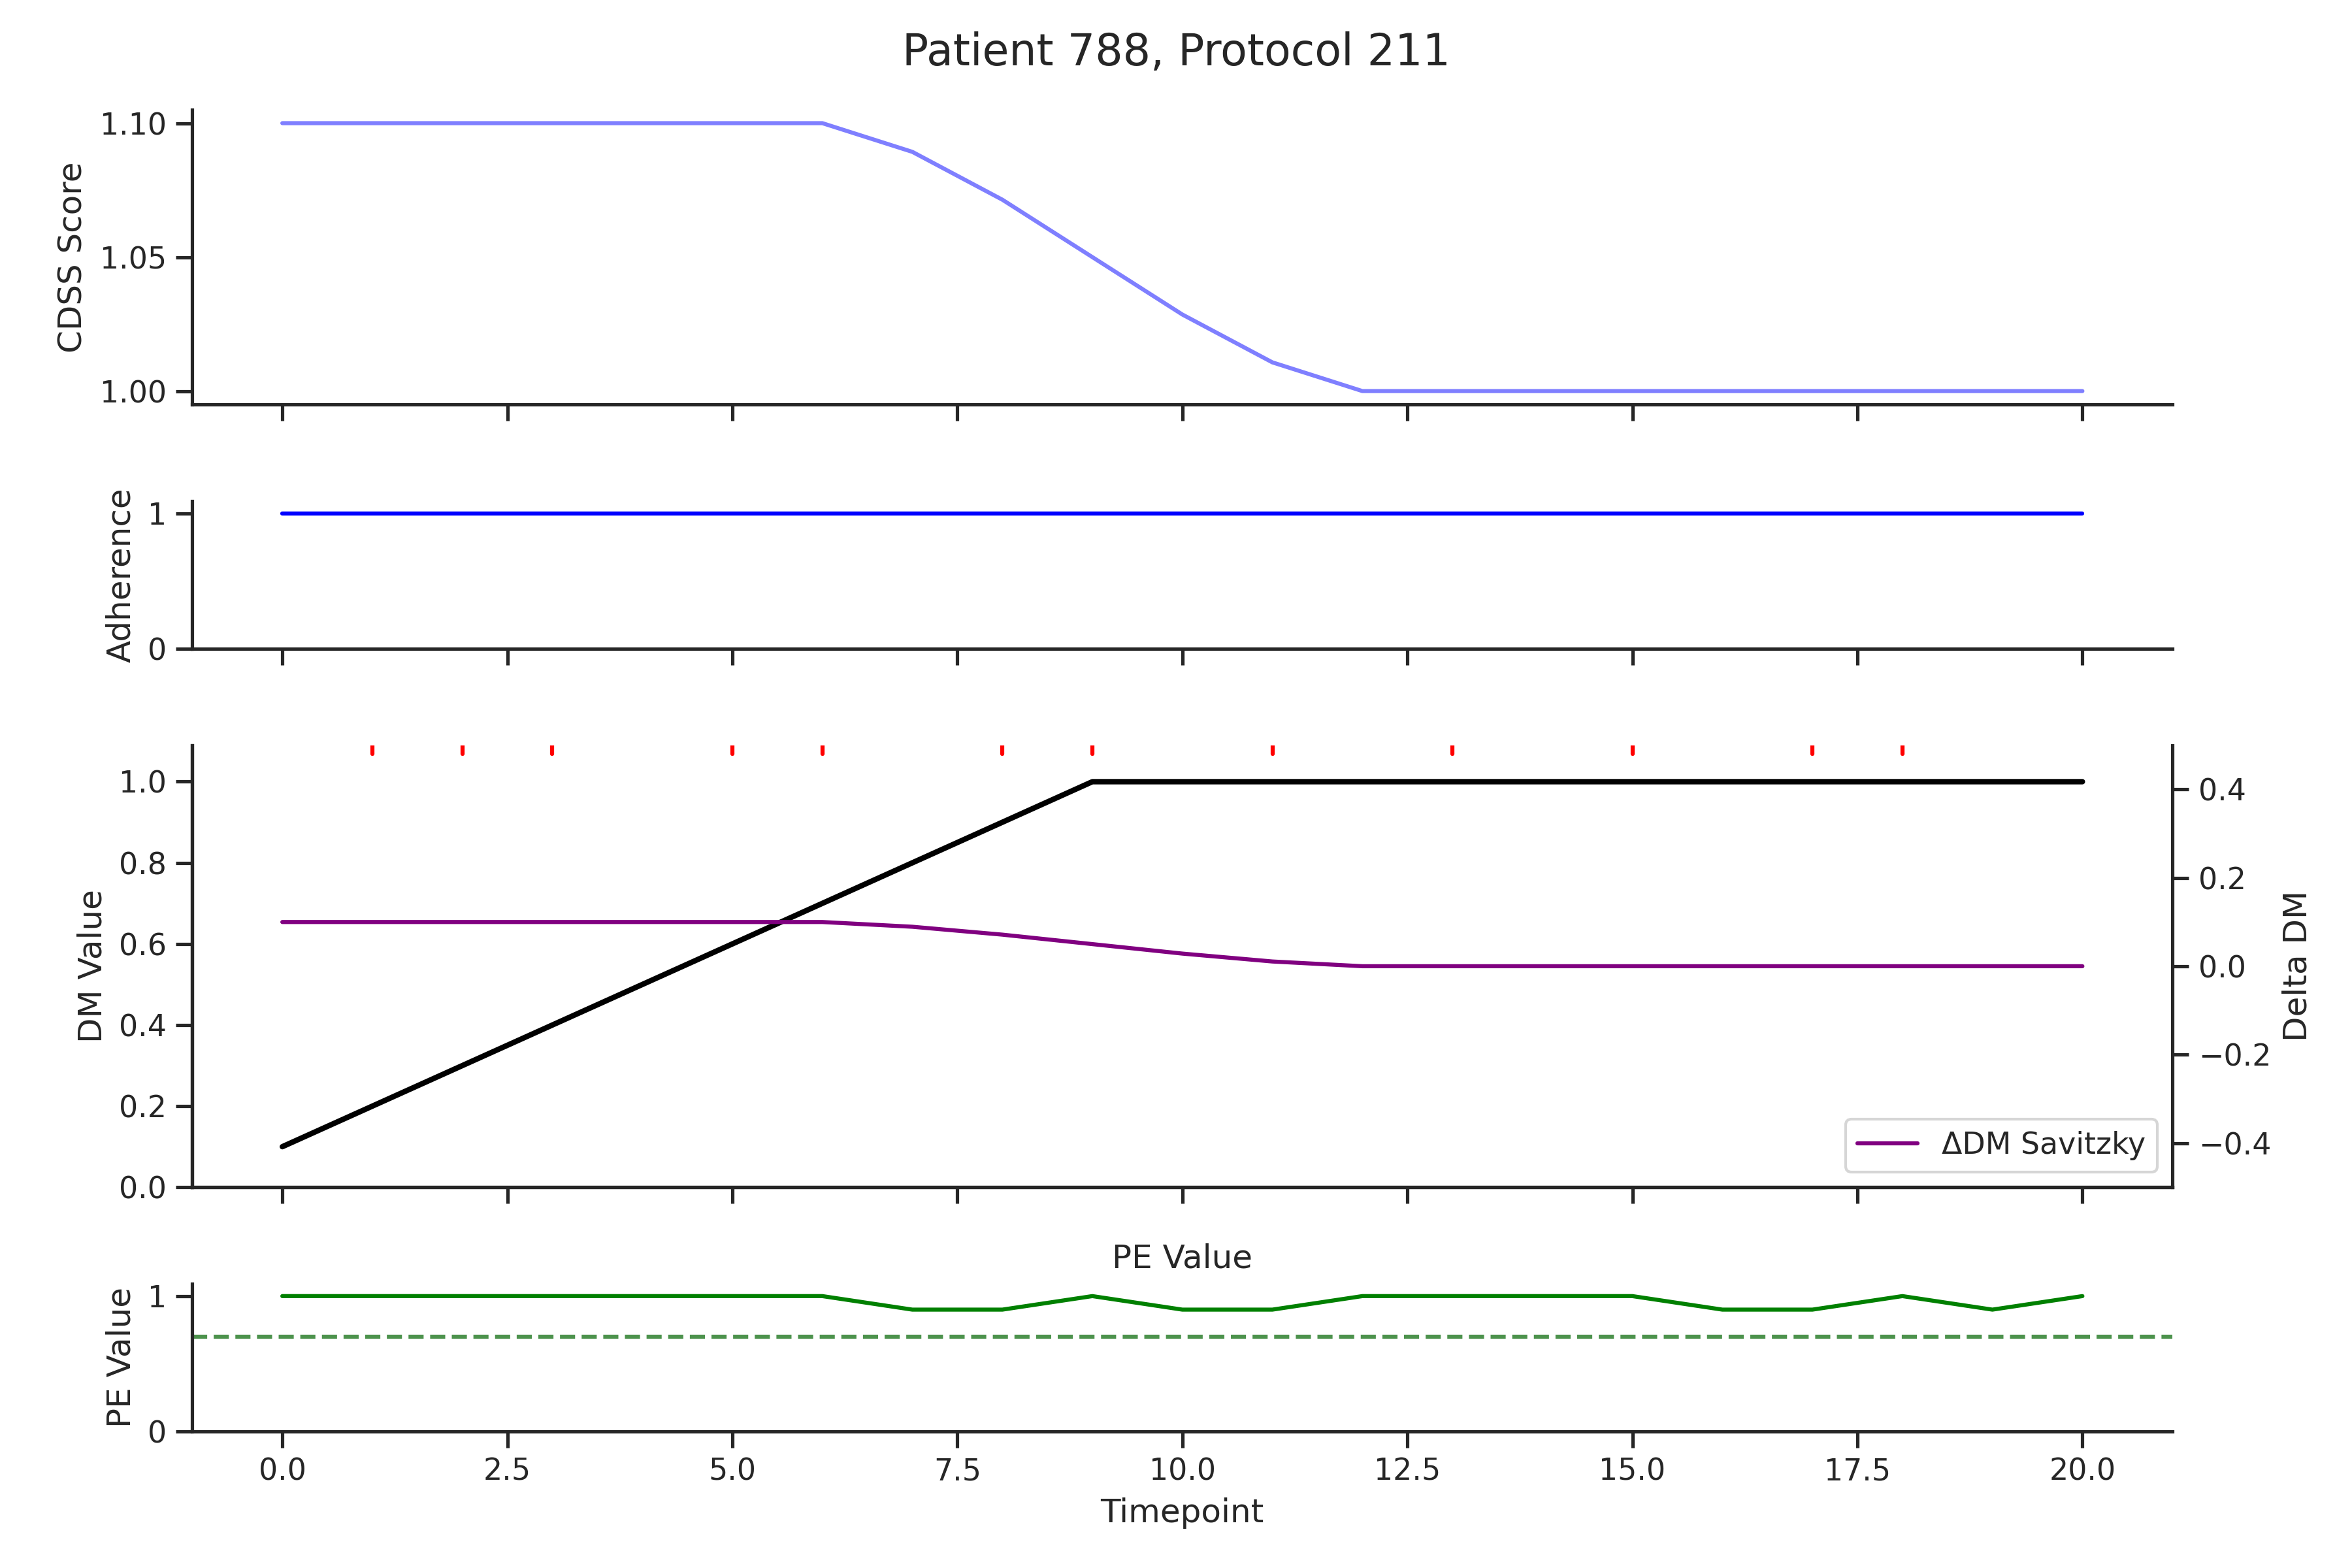 Patient 788, Protocol 211
CDSS Score
1.10
1.05
1.00
Adherence
1
0
DM Value
1.0
0.8
0.6
0.4
0.2
0.0
0.4
0.2
0.0
−0.2
−0.4
Delta DM
ΔDM Savitzky
PE Value
PE Value
1
0
0.0 2.5 5.0 7.5 10.0 12.5 15.0 17.5 20.0
Timepoint